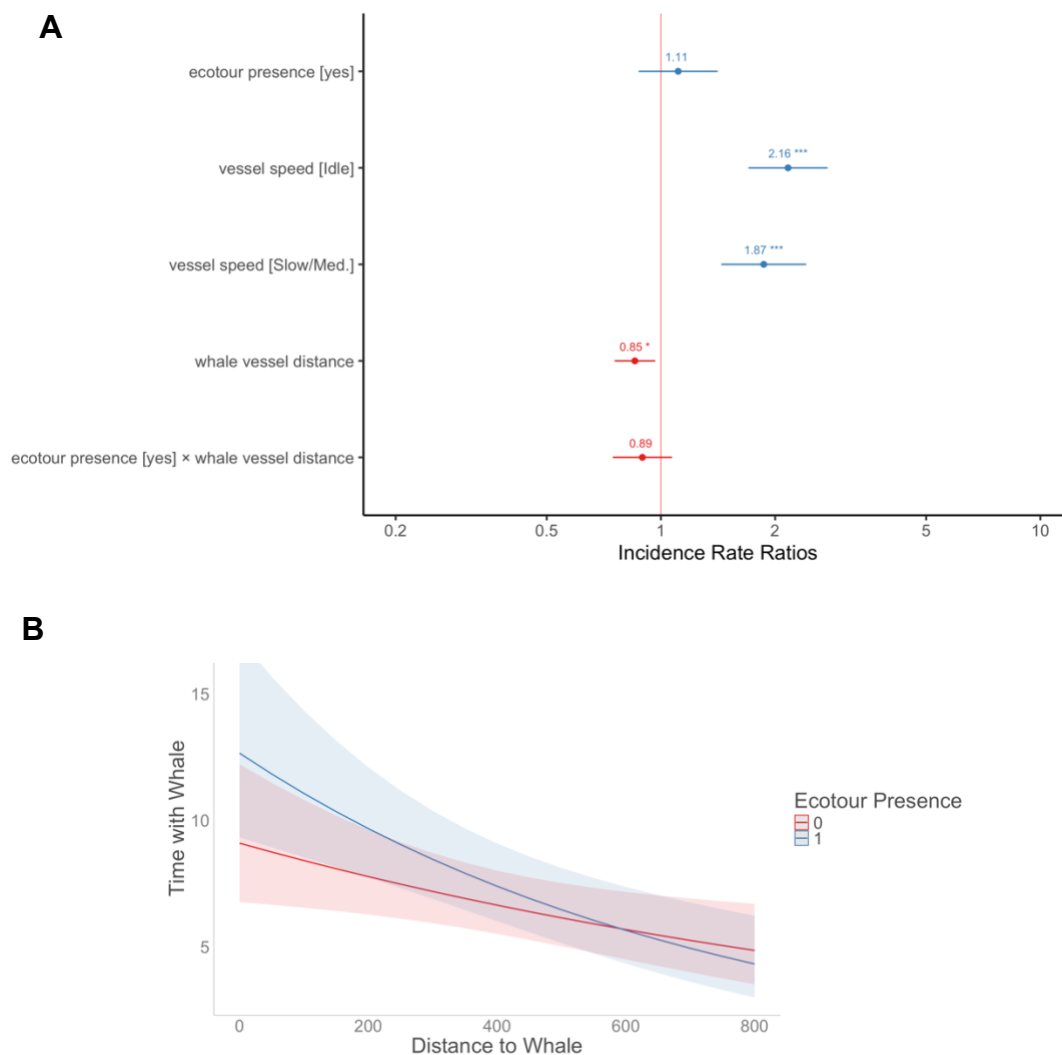 A
ecotour presence [yes]
1.11
vessel speed [Idle]
2.16 ***
vessel speed [Slow/Med.]
1.87 ***
whale vessel distance
0.85 *
ecotour presence [yes] × whale vessel distance
0.89
0.2 0.5 1 2 5 10
Incidence Rate Ratios
B
Time with Whale
15
10
5
0 200 400 600 800
Distance to Whale
Ecotour Presence
0
1